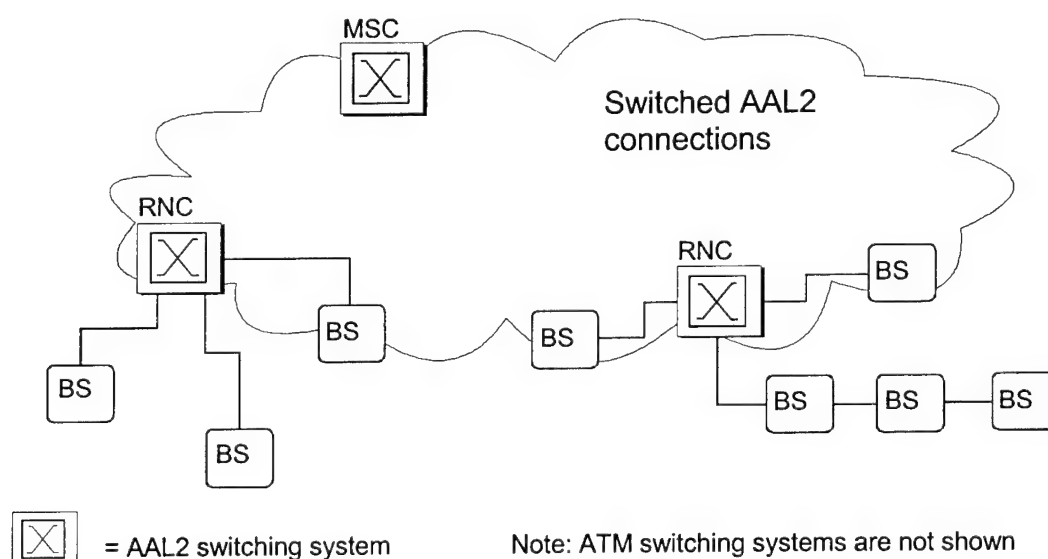 MSC
Switched AAL2
connections
RNC
RNC
BS
BS
BS
BS
BS
BS
BS
BS
= AAL2 switching system
Note: ATM switching systems are not shown